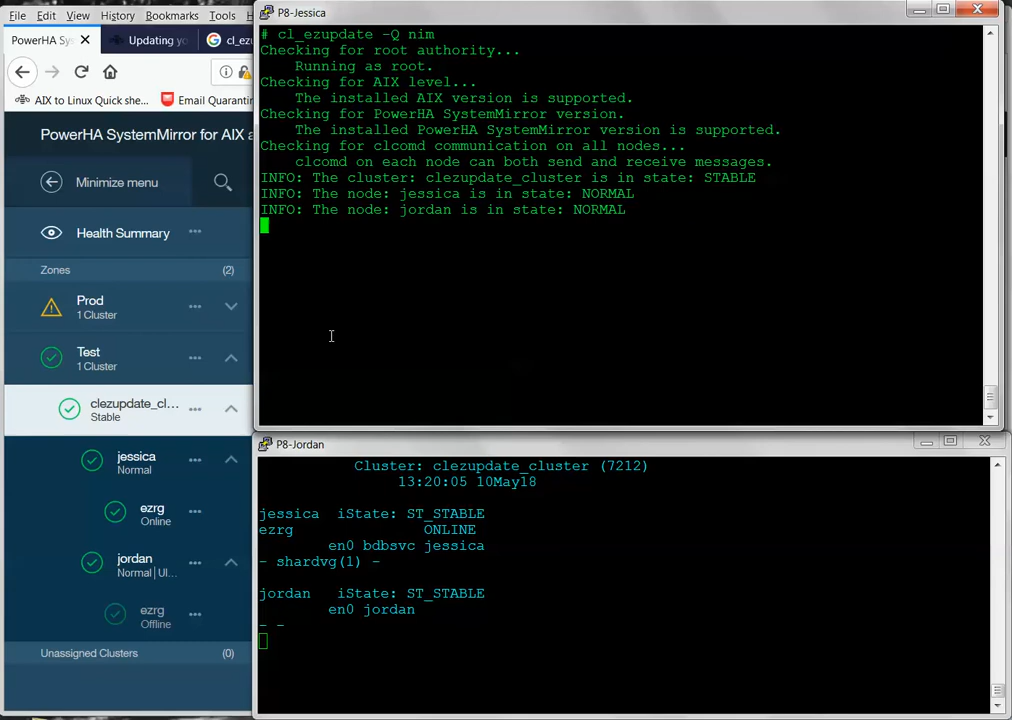 File Edit View History Bookmarks Tools
PowerHA Sy
Updating yo
cl_ezu
AIX to Linux Quick she...
Email Quarantin
PowerHA SystemMirror for AIX a
Minimize menu
Health Summary
Zones (2)
Prod
1 Cluster
Test
1 Cluster
clezupdate_cl...
Stable
jessica
Normal
ezrg
Online
jordan
Normal | Ul...
ezrg
Offline
Unassigned Clusters (0)
P8-Jessica
# cl_ezupdate -Q nim
Checking for root authority...
Running as root.
Checking for AIX level...
The installed AIX version is supported.
Checking for PowerHA SystemMirror version.
The installed PowerHA SystemMirror version is supported.
Checking for clcomd communication on all nodes...
clcomd on each node can both send and receive messages.
INFO: The cluster: clezupdate_cluster is in state: STABLE
INFO: The node: jessica is in state: NORMAL
INFO: The node: jordan is in state: NORMAL
P8-Jordan
Cluster: clezupdate_cluster (7212)
13:20:05 10May18
jessica iState: ST_STABLE
ezrg ONLINE
en0 bdbsvc jessica
- shardvg(1) -
jordan iState: ST_STABLE
en0 jordan
- -